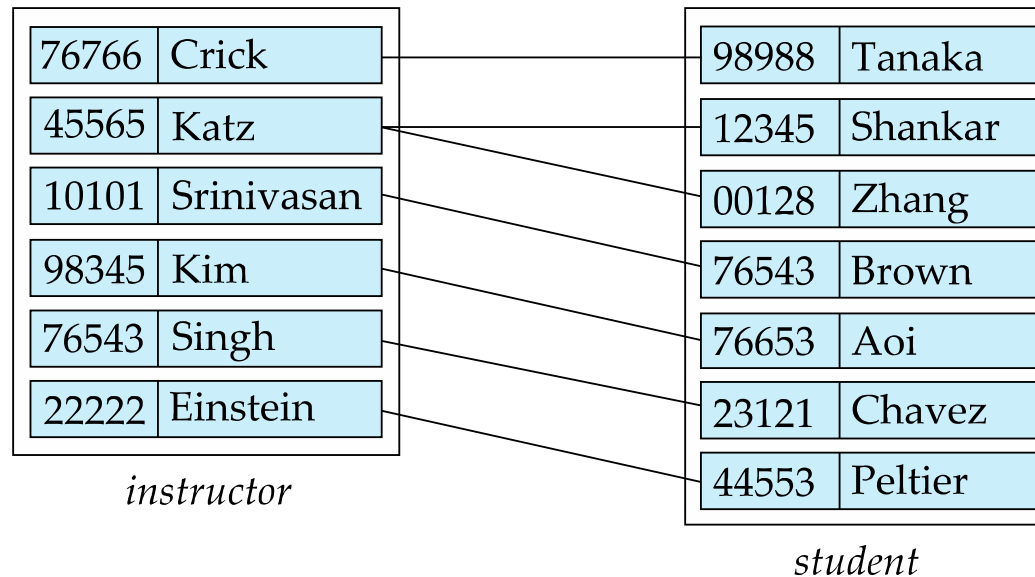 76766 Crick
45565 Katz
10101 Srinivasan
98345 Kim
76543 Singh
22222 Einstein
instructor
98988 Tanaka
12345 Shankar
00128 Zhang
76543 Brown
76653 Aoi
23121 Chavez
44553 Peltier
student